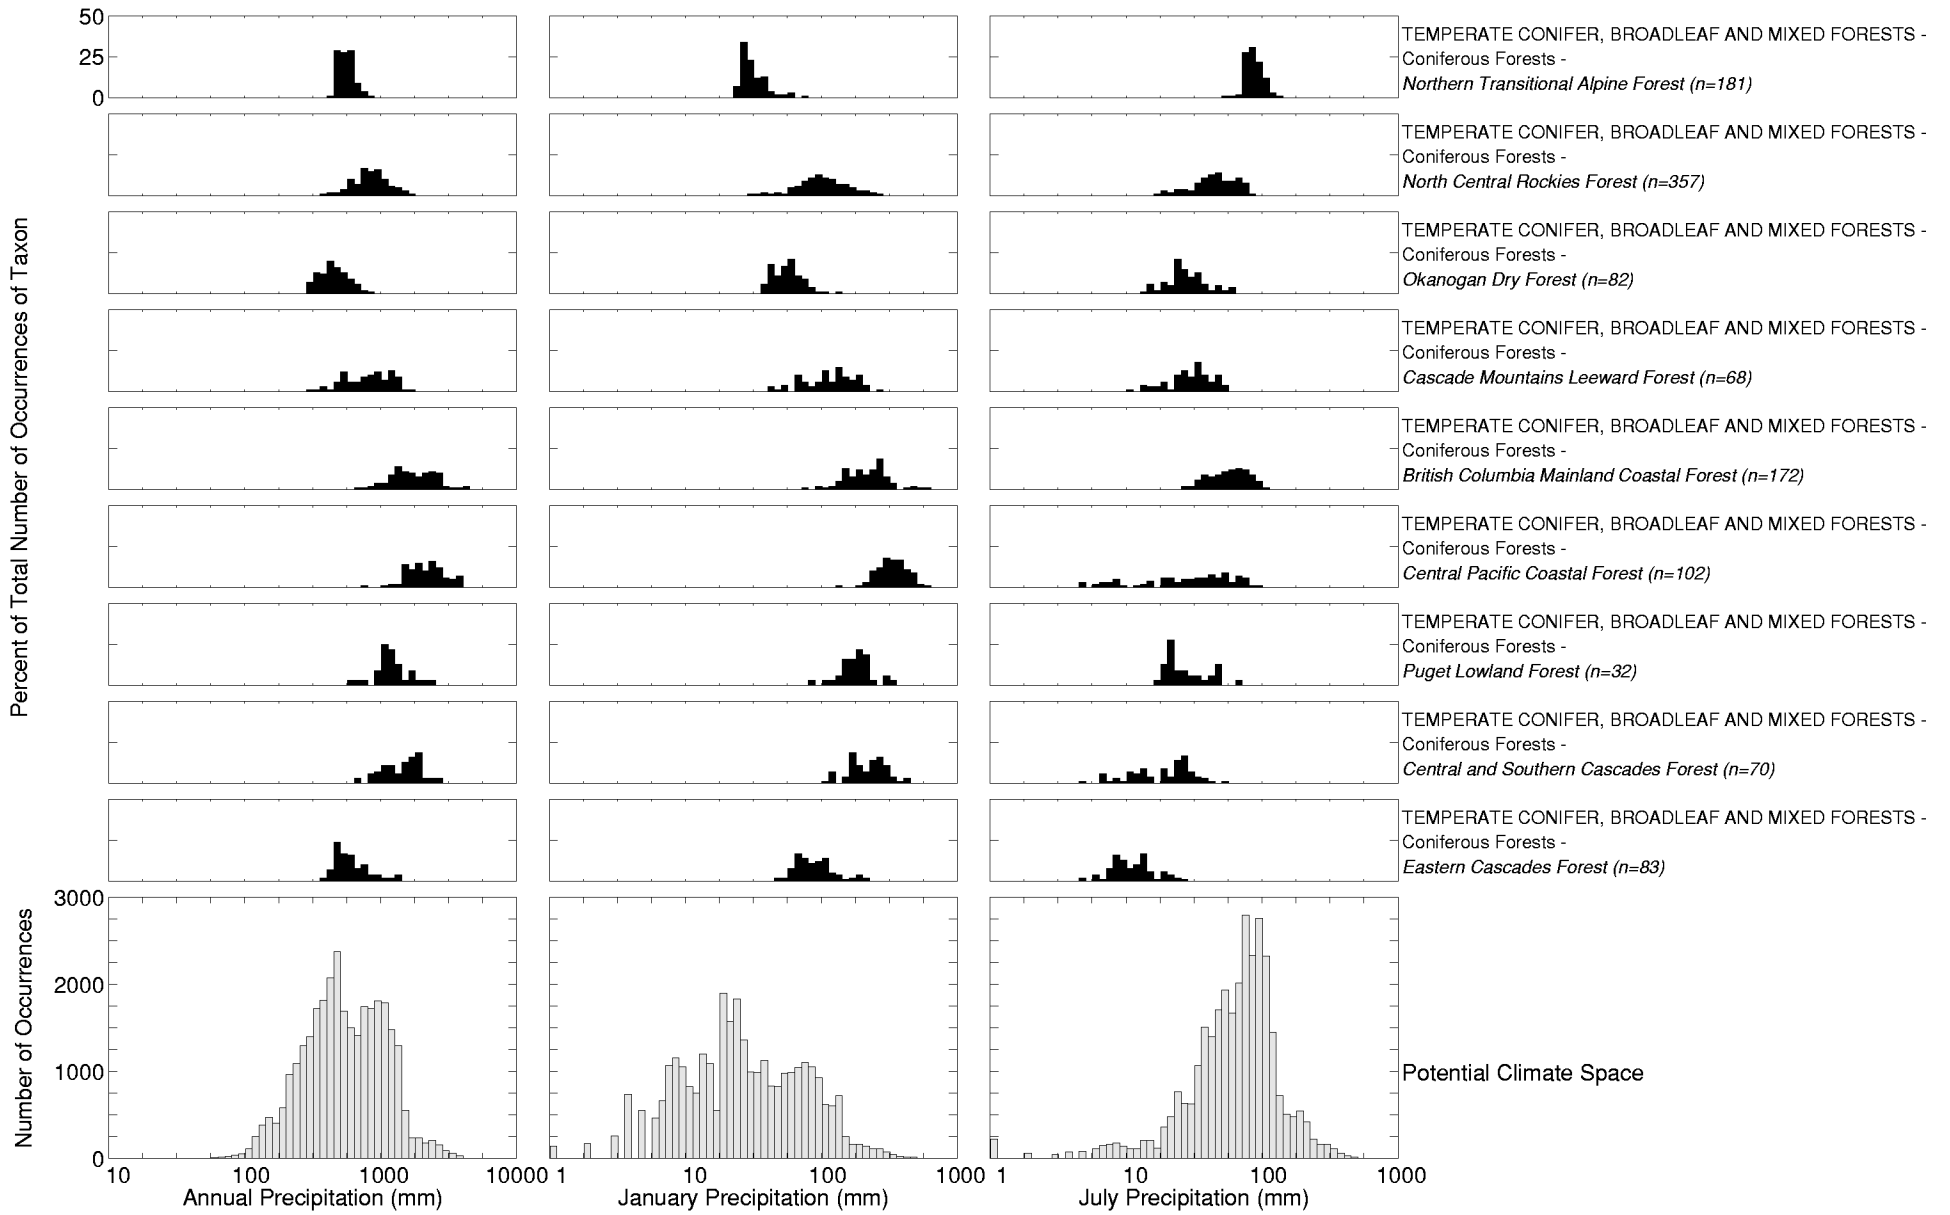 50
25
0
TEMPERATE CONIFER, BROADLEAF AND MIXED FORESTS -
Coniferous Forests -
Northern Transitional Alpine Forest (n=181)
TEMPERATE CONIFER, BROADLEAF AND MIXED FORESTS -
Coniferous Forests -
North Central Rockies Forest (n=357)
TEMPERATE CONIFER, BROADLEAF AND MIXED FORESTS -
Coniferous Forests -
Okanogan Dry Forest (n=82)
TEMPERATE CONIFER, BROADLEAF AND MIXED FORESTS -
Coniferous Forests -
Cascade Mountains Leeward Forest (n=68)
TEMPERATE CONIFER, BROADLEAF AND MIXED FORESTS -
Coniferous Forests -
British Columbia Mainland Coastal Forest (n=172)
TEMPERATE CONIFER, BROADLEAF AND MIXED FORESTS -
Coniferous Forests -
Central Pacific Coastal Forest (n=102)
TEMPERATE CONIFER, BROADLEAF AND MIXED FORESTS -
Coniferous Forests -
Puget Lowland Forest (n=32)
TEMPERATE CONIFER, BROADLEAF AND MIXED FORESTS -
Coniferous Forests -
Central and Southern Cascades Forest (n=70)
TEMPERATE CONIFER, BROADLEAF AND MIXED FORESTS -
Coniferous Forests -
Eastern Cascades Forest (n=83)
Percent of Total Number of Occurrences of Taxon
3000
2000
1000
0
Number of Occurrences
Potential Climate Space
10 100 1000 10000
1 10 100 1000
1 10 100 1000
Annual Precipitation (mm)
January Precipitation (mm)
July Precipitation (mm)